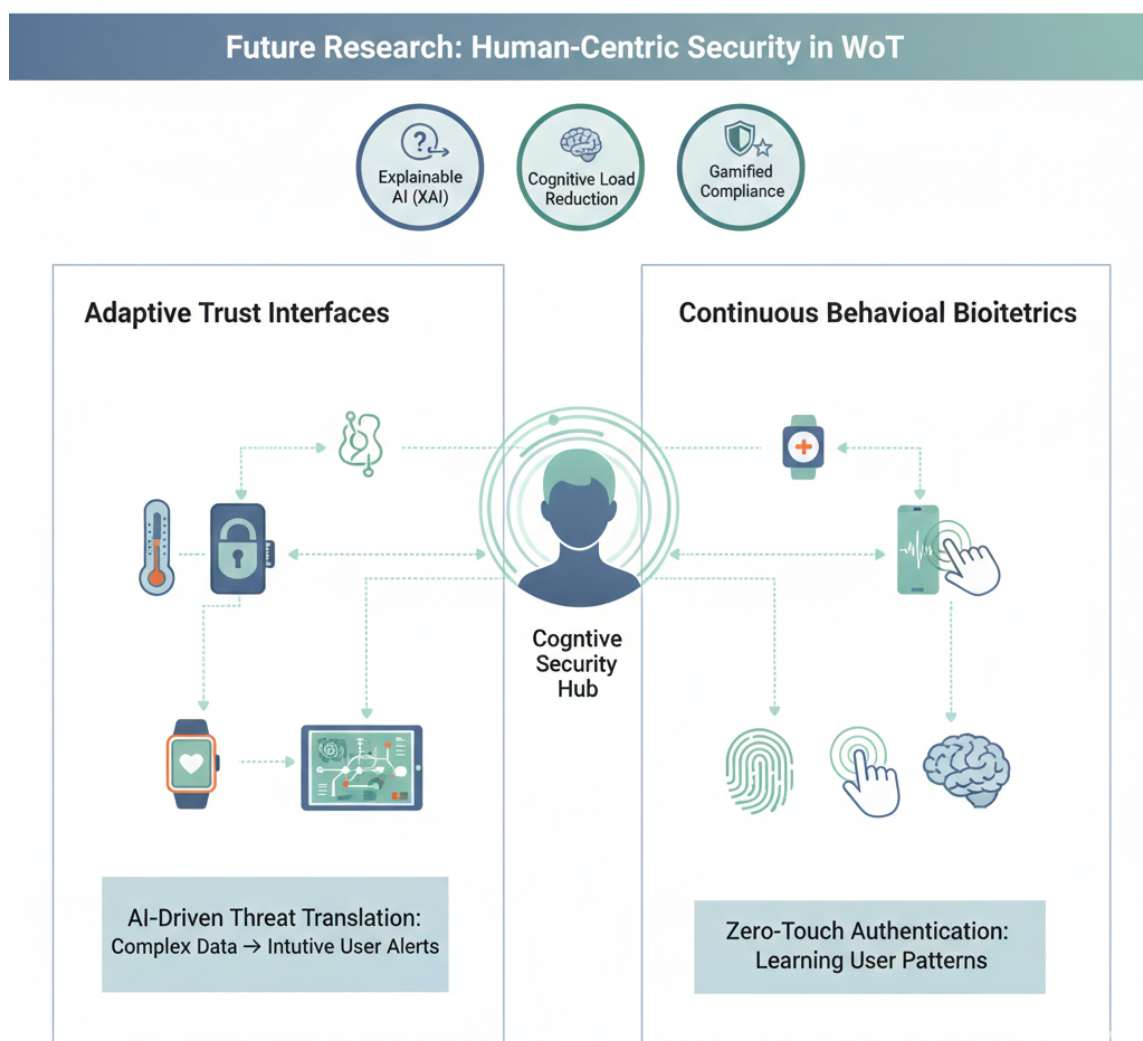 Future Research: Human-Centric Security in WoT
?
Explainable
AI (XAI)
Cognitive Load
Reduction
Gamified
Compliance
Adaptive Trust Interfaces
Continuous Behavioal Bioitetrics
Cogntive
Security
Hub
AI-Driven Threat Translation:
Complex Data → Intutive User Alerts
Zero-Touch Authentication:
Learning User Patterns